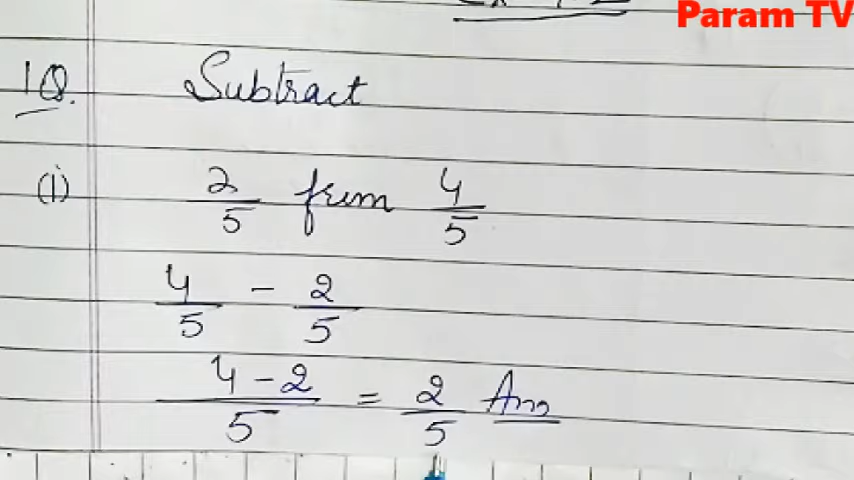 Param TV
1Q. Subtract
(i) 2/5 from 4/5
4/5 - 2/5
4-2/5 = 2/5 Ans